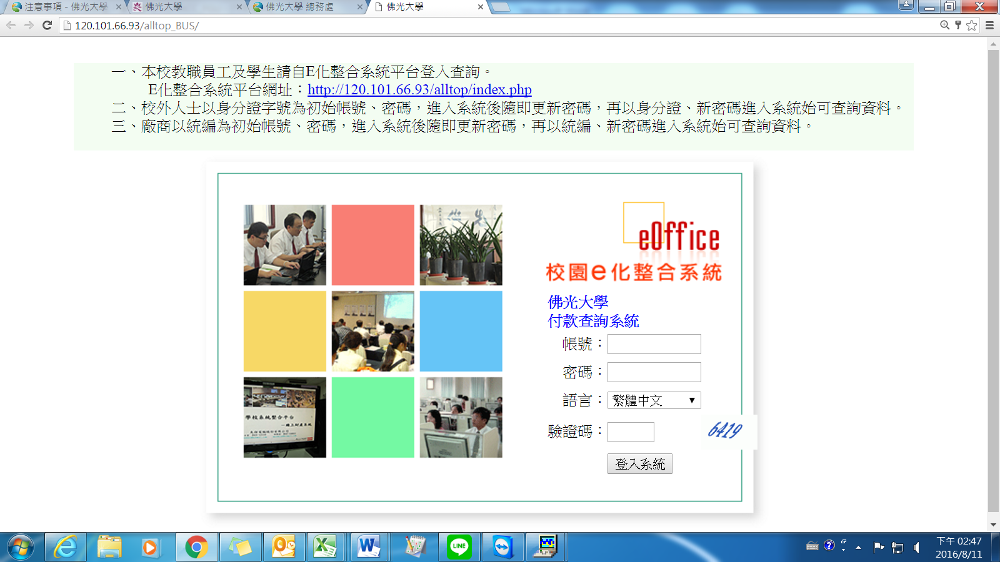 注意事項 - 佛光大學
佛光大學
佛光大學 總務處
佛光大學
120.101.66.93/alltop_BUS/
一、本校教職員工及學生請自E化整合系統平台登入查詢。
E化整合系統平台網址：http://120.101.66.93/alltop/index.php
二、校外人士以身分證字號為初始帳號、密碼，進入系統後隨即更新密碼，再以身分證、新密碼進入系統始可查詢資料。
三、廠商以統編為初始帳號、密碼，進入系統後隨即更新密碼，再以統編、新密碼進入系統始可查詢資料。
eOffice
校園e化整合系統
佛光大學
付款查詢系統
帳號：
密碼：
語言：繁體中文
驗證碼：
6419
登入系統
學校系統整合平台
LINE
下午 02:47
2016/8/11